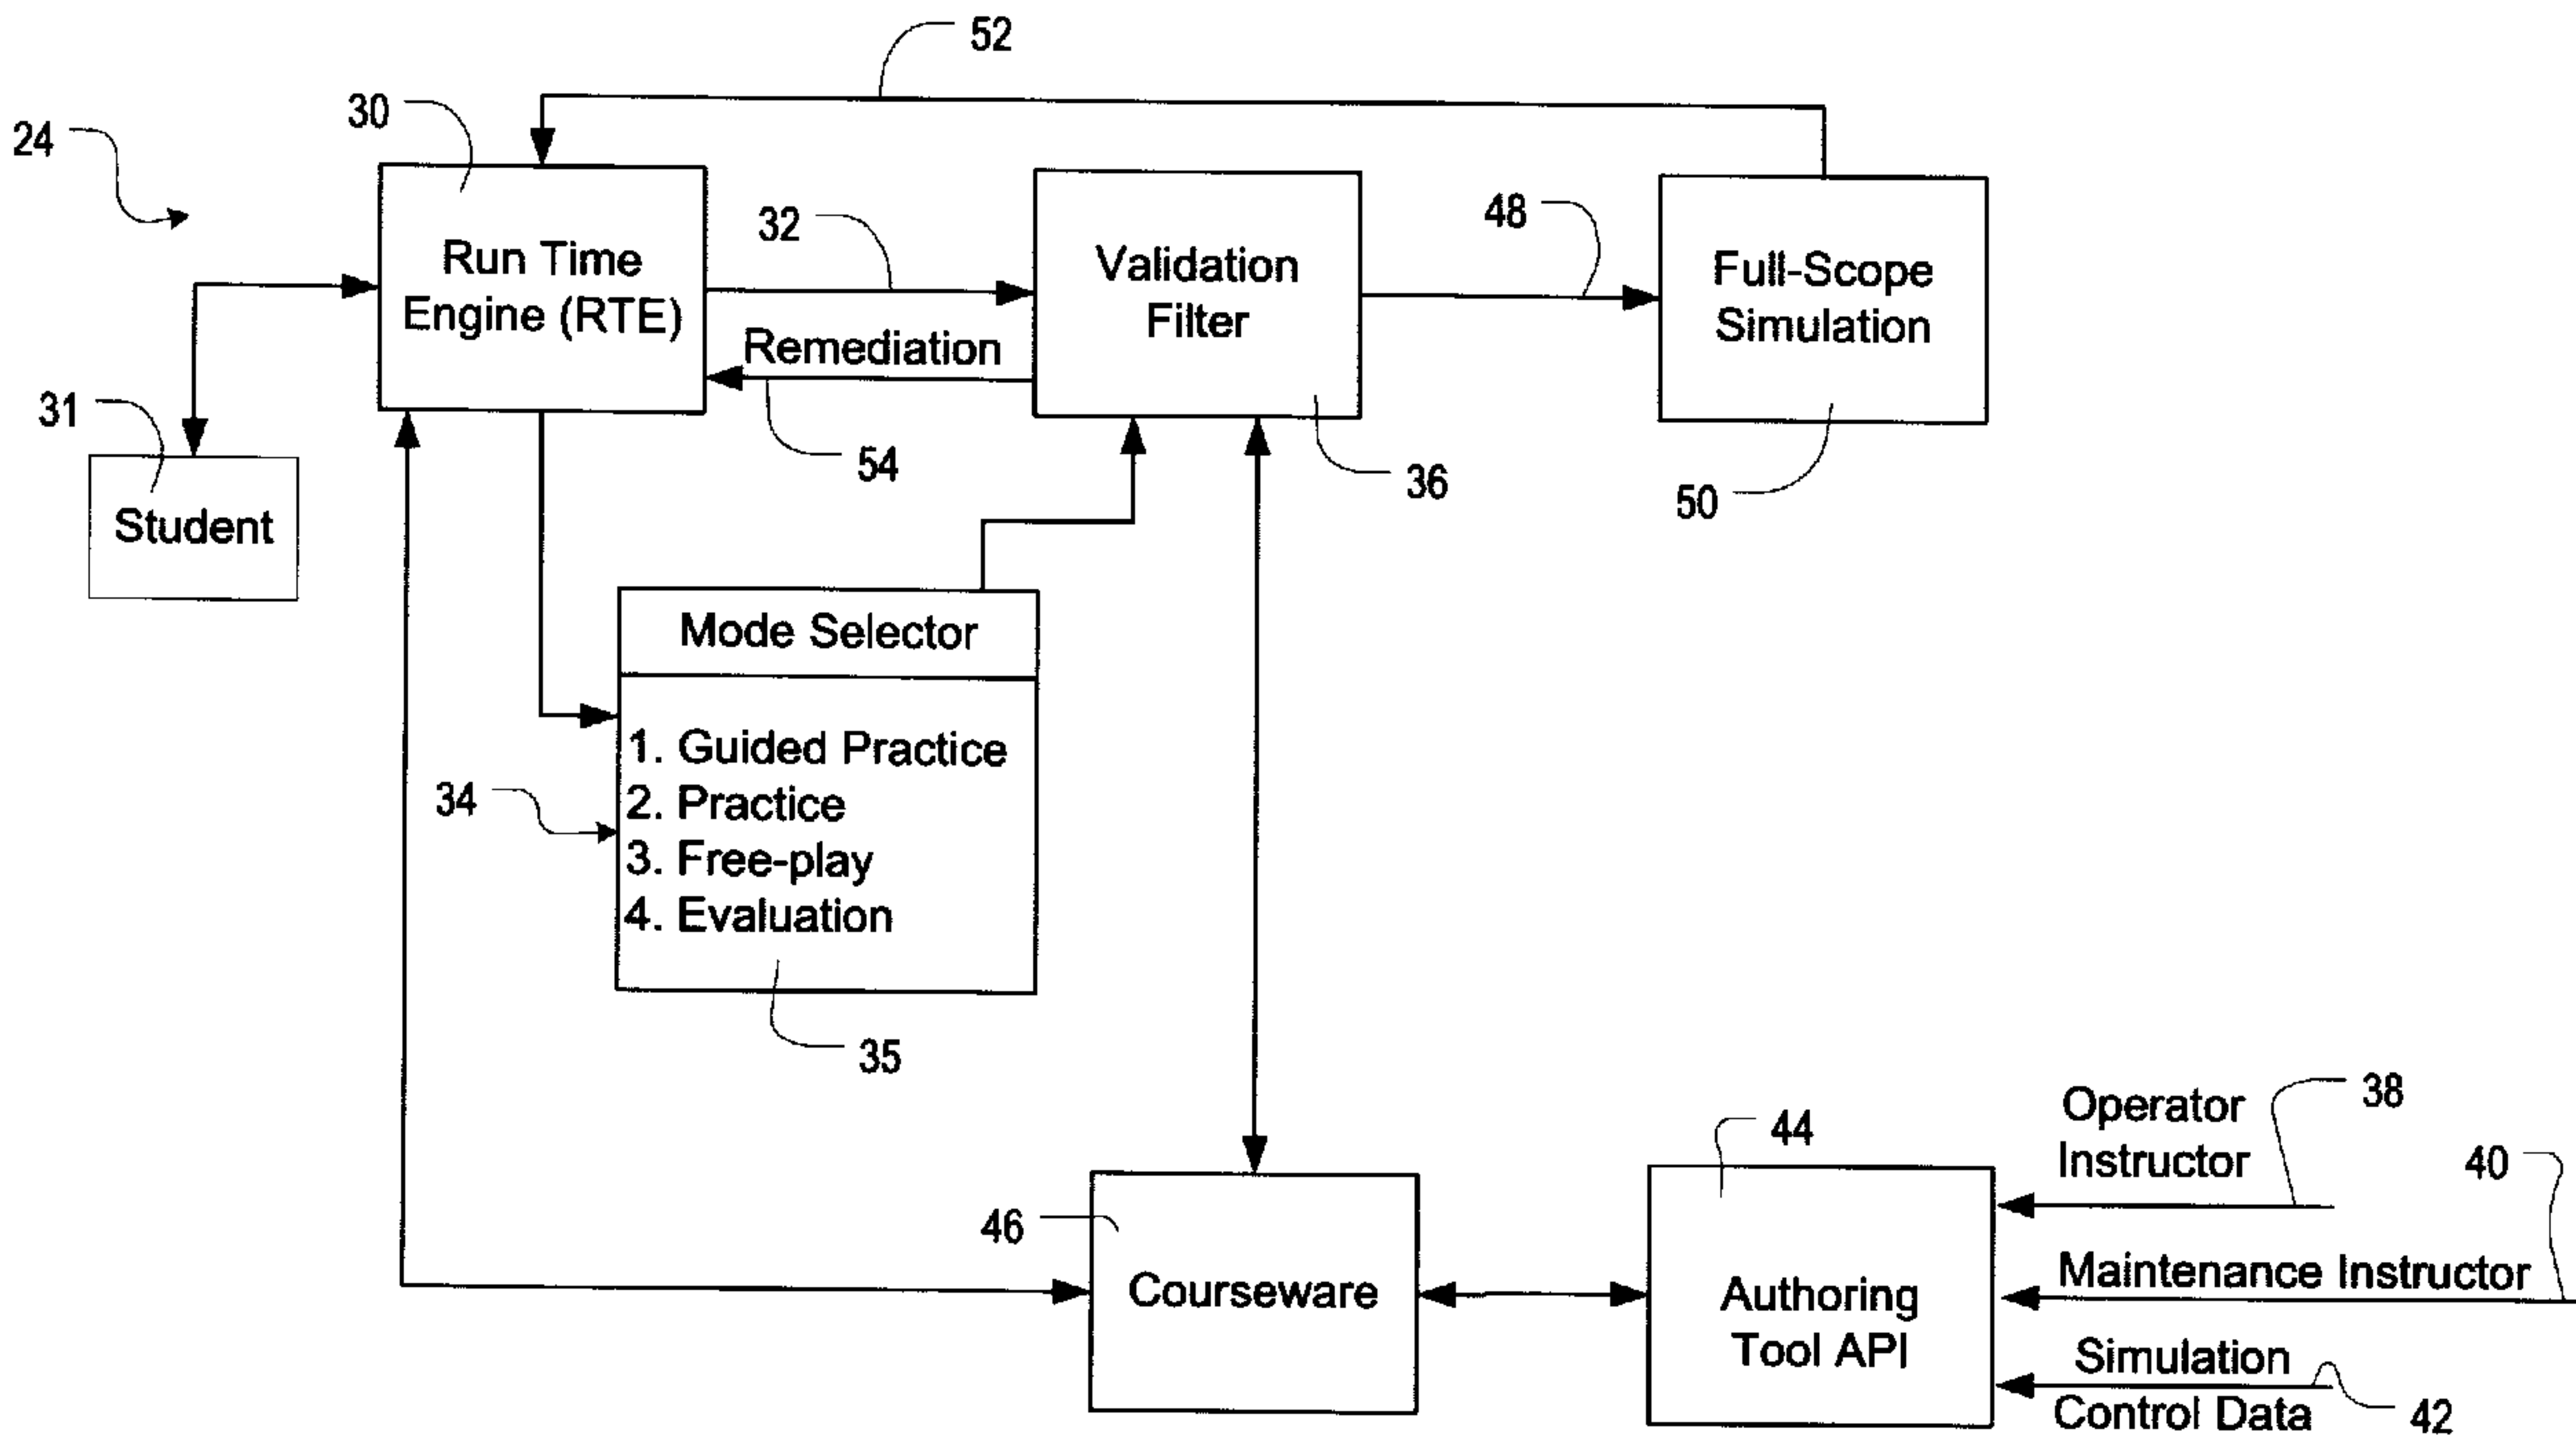 52
30
24
Run Time
Engine (RTE)
32
Validation
Filter
48
Full-Scope
Simulation
Remediation
54
36
50
31
Student
Mode Selector
1. Guided Practice
2. Practice
3. Free-play
4. Evaluation
34
35
46
Courseware
44
Authoring
Tool API
Operator
Instructor
38
40
Maintenance Instructor
Simulation
Control Data
42